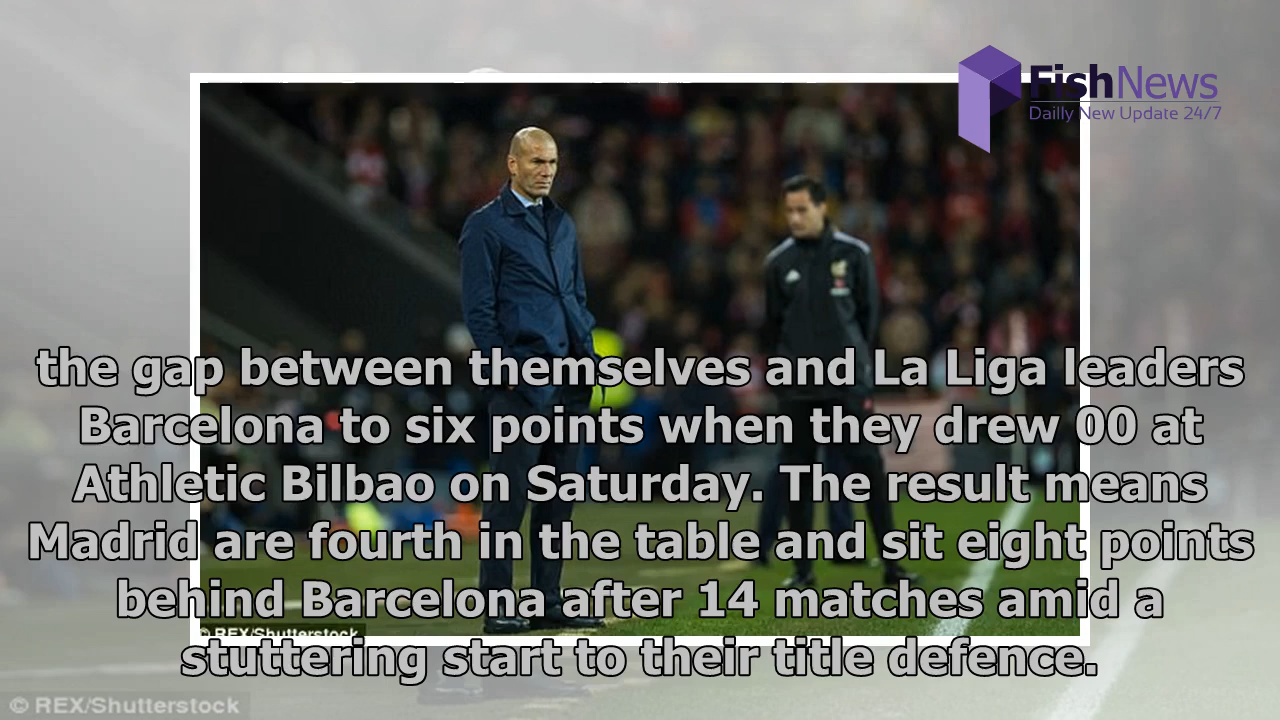 FishNews
Dailly New Update 24/7
the gap between themselves and La Liga leaders
Barcelona to six points when they drew 00 at
Athletic Bilbao on Saturday. The result means
Madrid are fourth in the table and sit eight points
behind Barcelona after 14 matches amid a
© REX/Shutterstock
stuttering start to their title defence.
© REX/Shutterstock